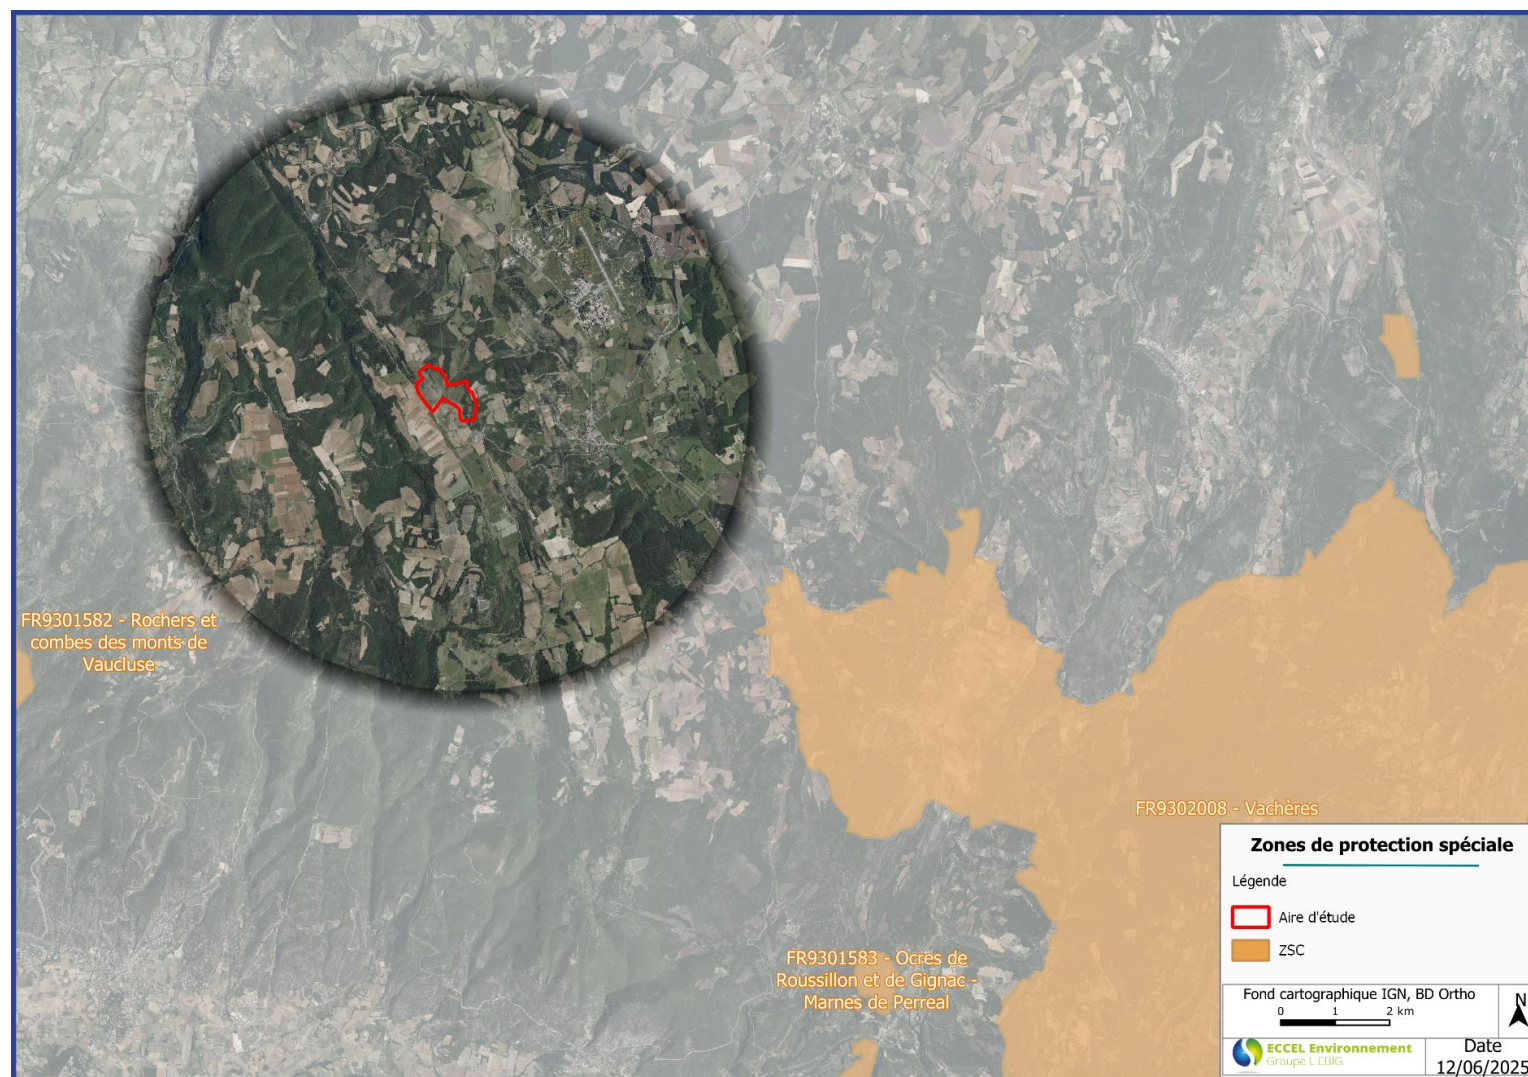 FR9301582 - Rochers et
combes des monts de
Vaucluse
FR9302008 - Vachères
FR9301583 - Ocres de
Roussillon et de Gignac -
Marnes de Perreal
Zones de protection spéciale
Légende
Aire d'étude
ZSC
Fond cartographique IGN, BD Ortho
0 1 2 km
N
ECCEL Environnement
Groupe LIEBIG
Date
12/06/2025